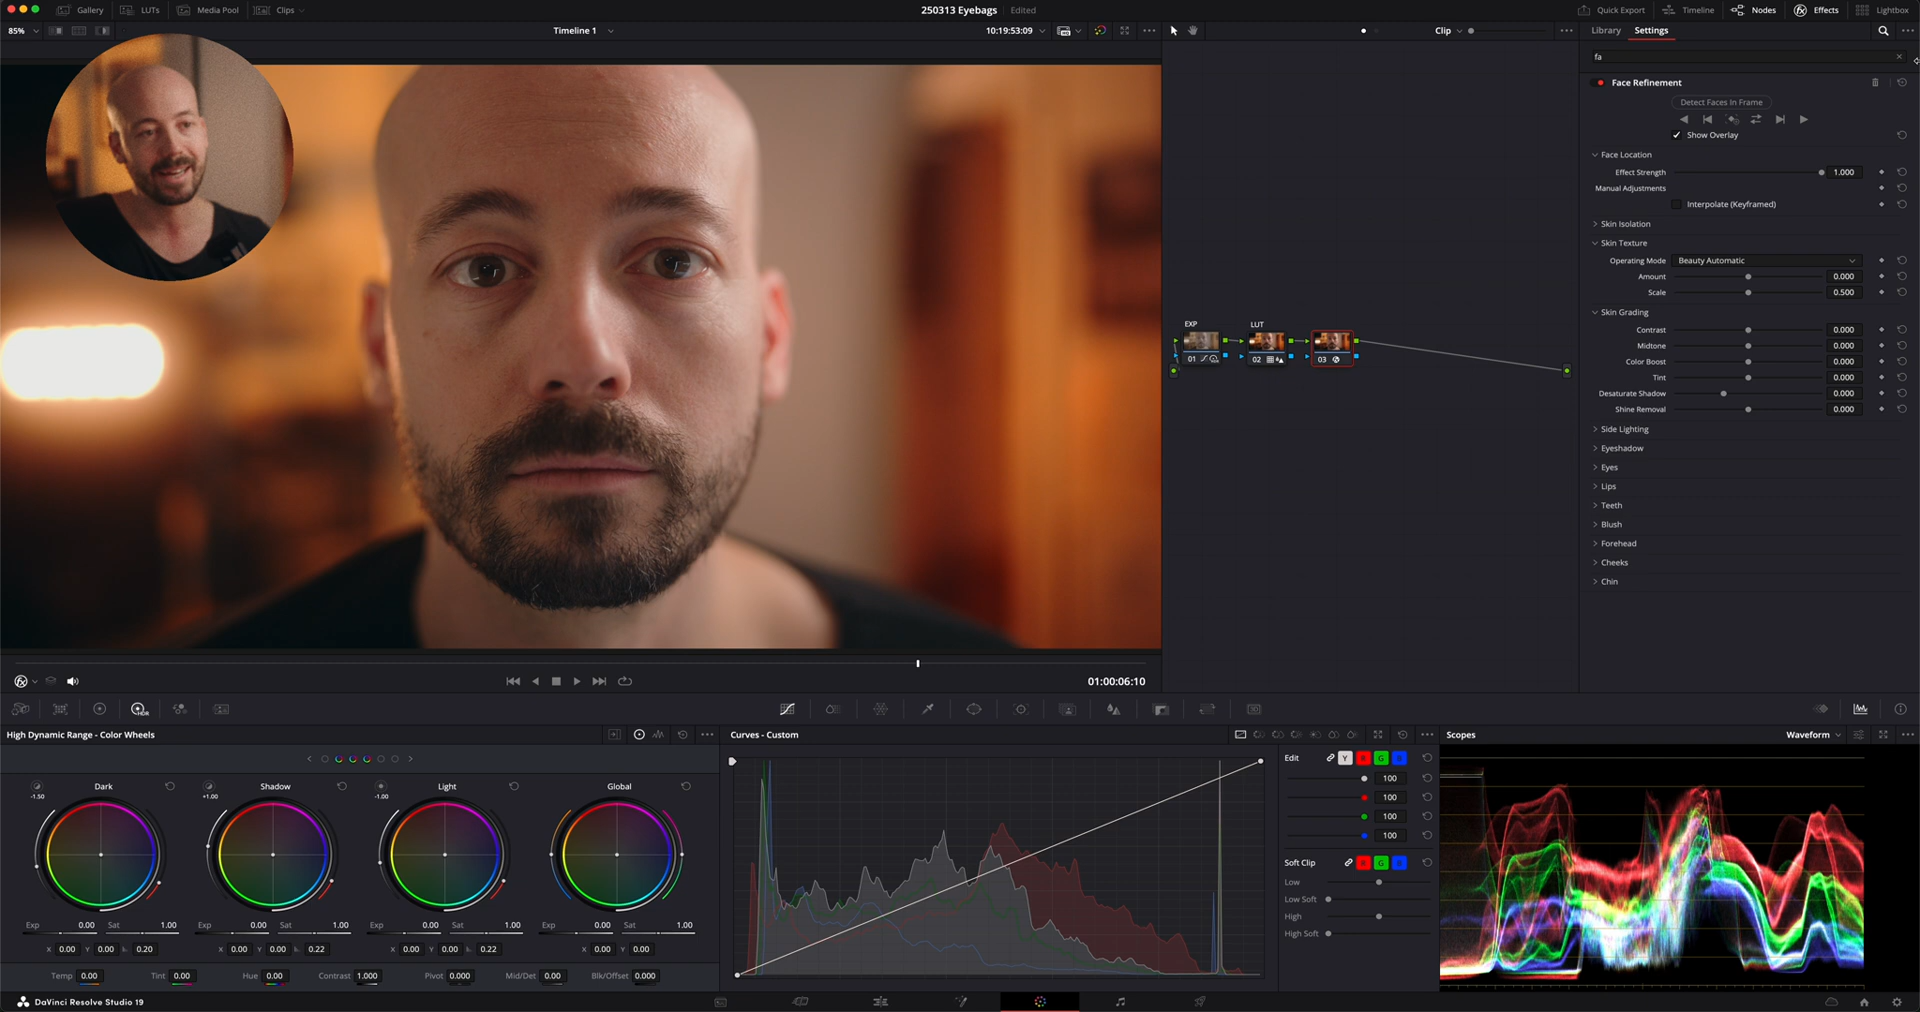 Gallery LUTs Media Pool Clips 250313 Eyebags Edited Quick Export Timeline Nodes Effects Lightbox
85% Timeline 1 10:19:53:09 Clip Library Settings
fa
Face Refinement
Detect Faces In Frame
Show Overlay
Face Location
Effect Strength 1.000
Manual Adjustments
Interpolate (Keyframed)
Skin Isolation
Skin Texture
Operating Mode Beauty Automatic
Amount 0.000
Scale 0.500
Skin Grading
Contrast 0.000
Midtone 0.000
Color Boost 0.000
Tint 0.000
Desaturate Shadow 0.000
Shine Removal 0.000
Side Lighting
Eyeshadow
Eyes
Lips
Teeth
Blush
Forehead
Cheeks
Chin
EXP LUT
01 02 03
01:00:06:10
High Dynamic Range - Color Wheels Curves - Custom Scopes Waveform
Dark Shadow Light Global
-1.50 +1.00 -1.00
Exp 0.00 Sat 1.00 Exp 0.00 Sat 1.00 Exp 0.00 Sat 1.00 Exp 0.00 Sat 1.00
X 0.00 Y 0.00 0.20 X 0.00 Y 0.00 0.22 X 0.00 Y 0.00 0.22 X 0.00 Y 0.00
Temp 0.00 Tint 0.00 Hue 0.00 Contrast 1.000 Pivot 0.000 Mid/Det 0.00 Blk/Offset 0.000
Edit Y R G B
100
100
100
100
Soft Clip R G B
Low
Low Soft
High
High Soft
DaVinci Resolve Studio 19